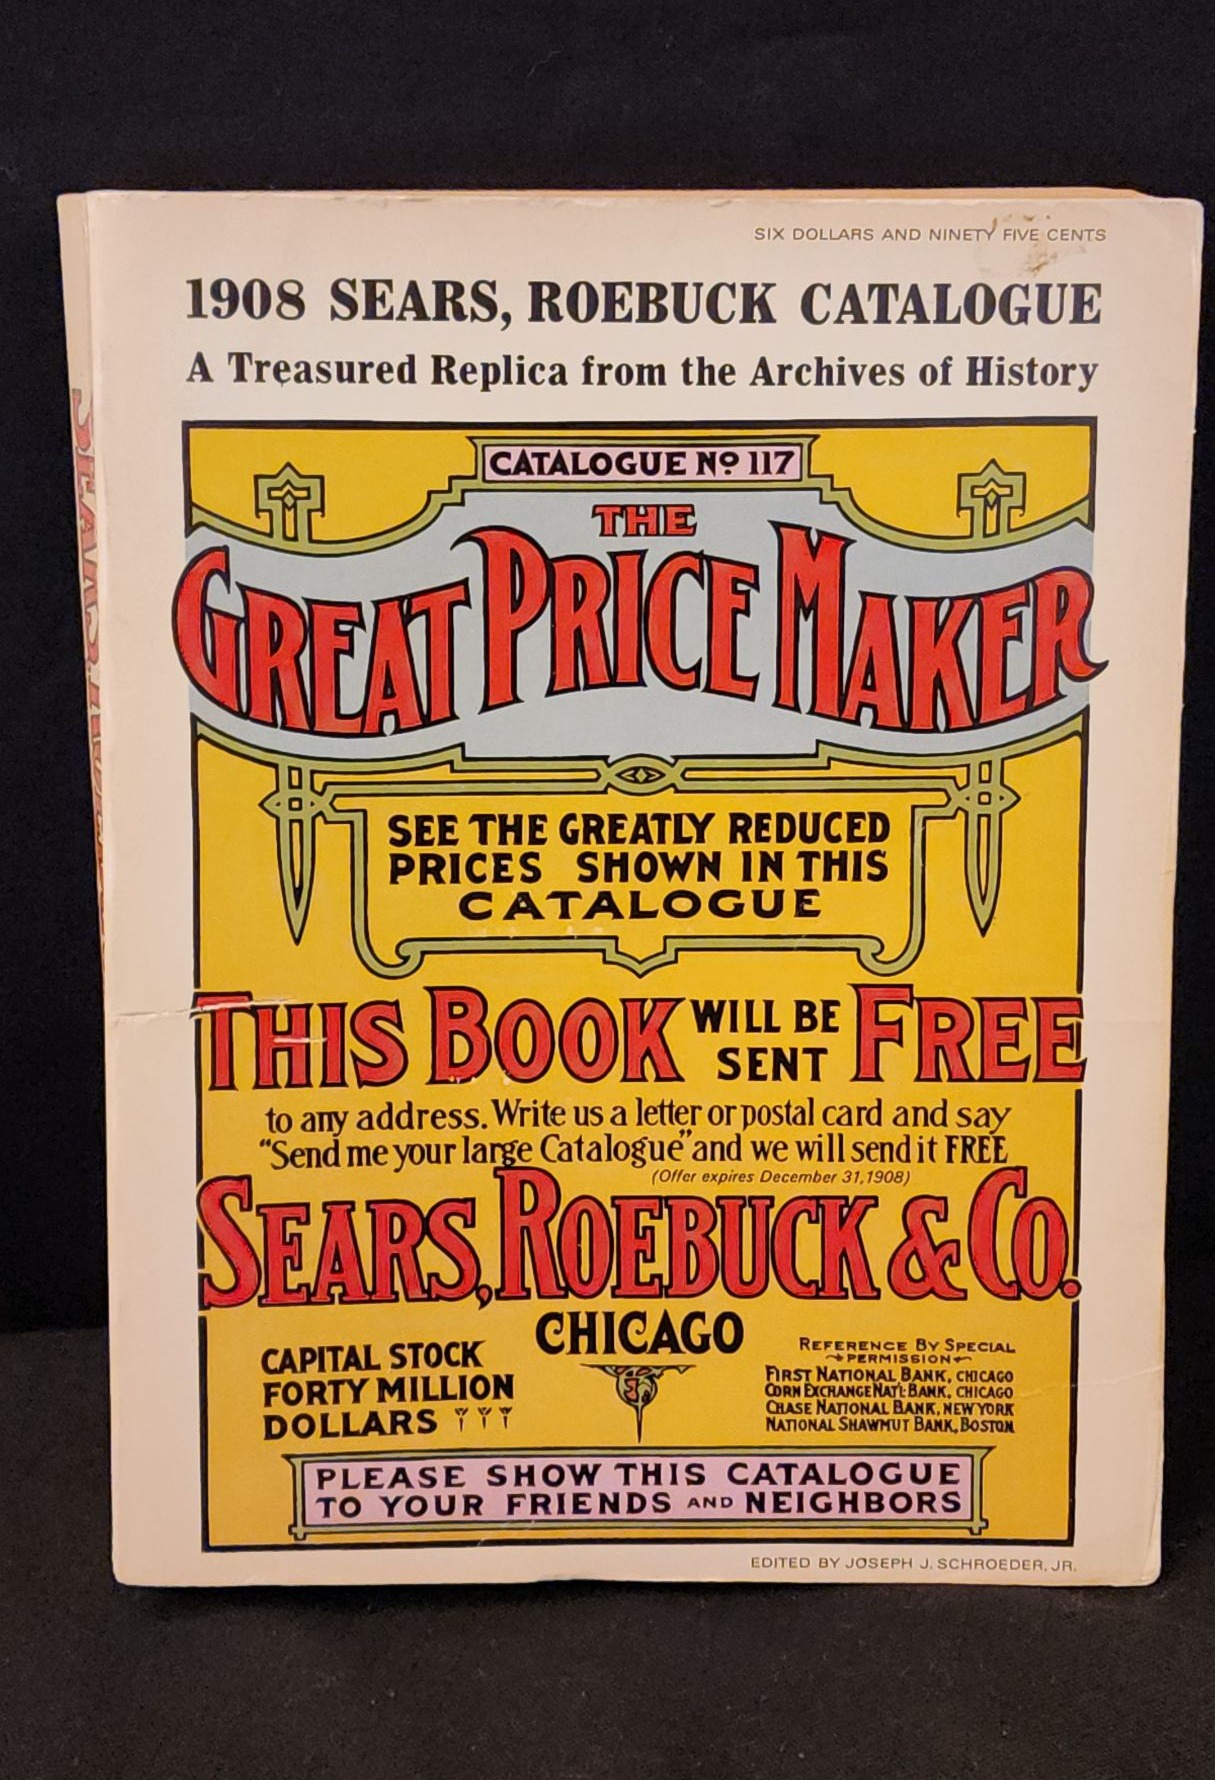 SIX DOLLARS AND NINETY FIVE CENTS
1908 SEARS, ROEBUCK CATALOGUE
A Treasured Replica from the Archives of History
CATALOGUE No 117
THE
GREAT PRICE MAKER
SEE THE GREATLY REDUCED
PRICES SHOWN IN THIS
CATALOGUE
THIS BOOK WILL BE SENT FREE
to any address. Write us a letter or postal card and say
"Send me your large Catalogue" and we will send it FREE
(Offer expires December 31, 1908)
SEARS, ROEBUCK & CO.
CHICAGO
CAPITAL STOCK
FORTY MILLION
DOLLARS
REFERENCE BY SPECIAL
PERMISSION
FIRST NATIONAL BANK, CHICAGO
CORN EXCHANGE NAT'L BANK, CHICAGO
CHASE NATIONAL BANK, NEW YORK
NATIONAL SHAWMUT BANK, BOSTON
PLEASE SHOW THIS CATALOGUE
TO YOUR FRIENDS AND NEIGHBORS
EDITED BY JOSEPH J. SCHROEDER, JR.